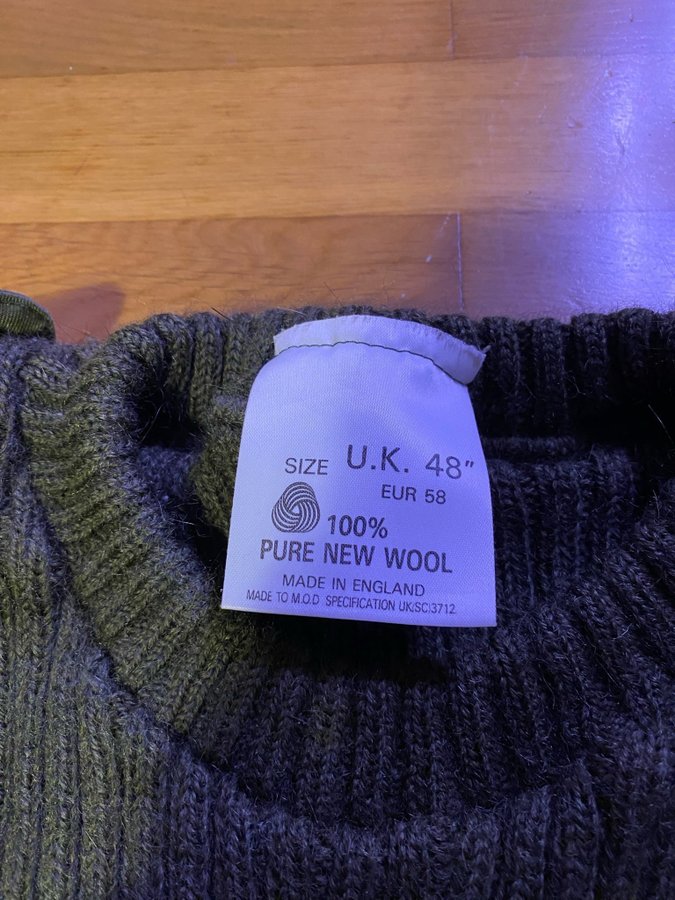 SIZE U.K. 48"
EUR 58
100%
PURE NEW WOOL
MADE IN ENGLAND
MADE TO M.O.D SPECIFICATION UK/SC/3712